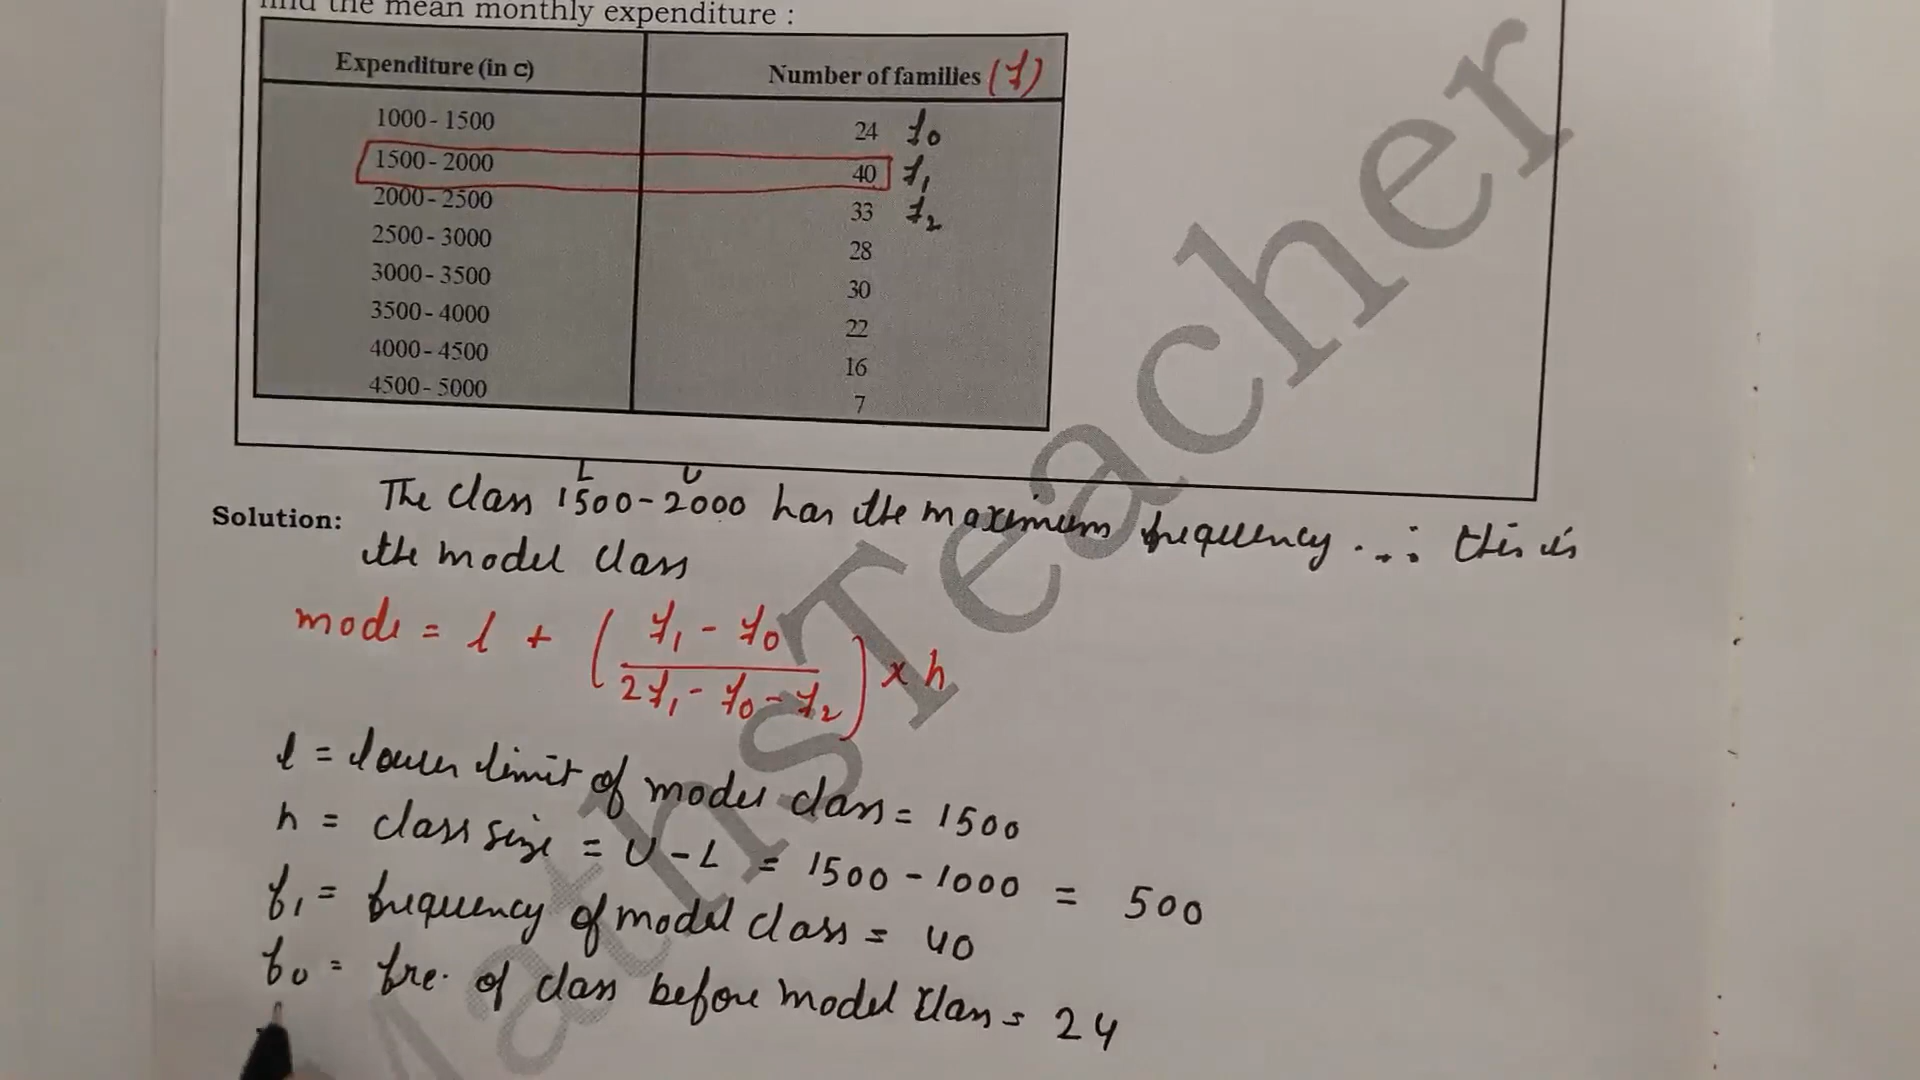 find the mean monthly expenditure :
Expenditure (in c) Number of families (f)
1000 - 1500 24 f0
1500 - 2000 40 f1
2000 - 2500 33 f2
2500 - 3000 28
3000 - 3500 30
3500 - 4000 22
4000 - 4500 16
4500 - 5000 7
L U
Solution: The class 1500 - 2000 has the maximum frequency. ∴ this is
the model class
mode = l + ( f1 - f0 / 2f1 - f0 - f2 ) x h
l = lower limit of model class = 1500
h = class size = U - L = 1500 - 1000 = 500
f1 = frequency of model class = 40
f0 = fre. of class before model class = 24
Maths Teacher